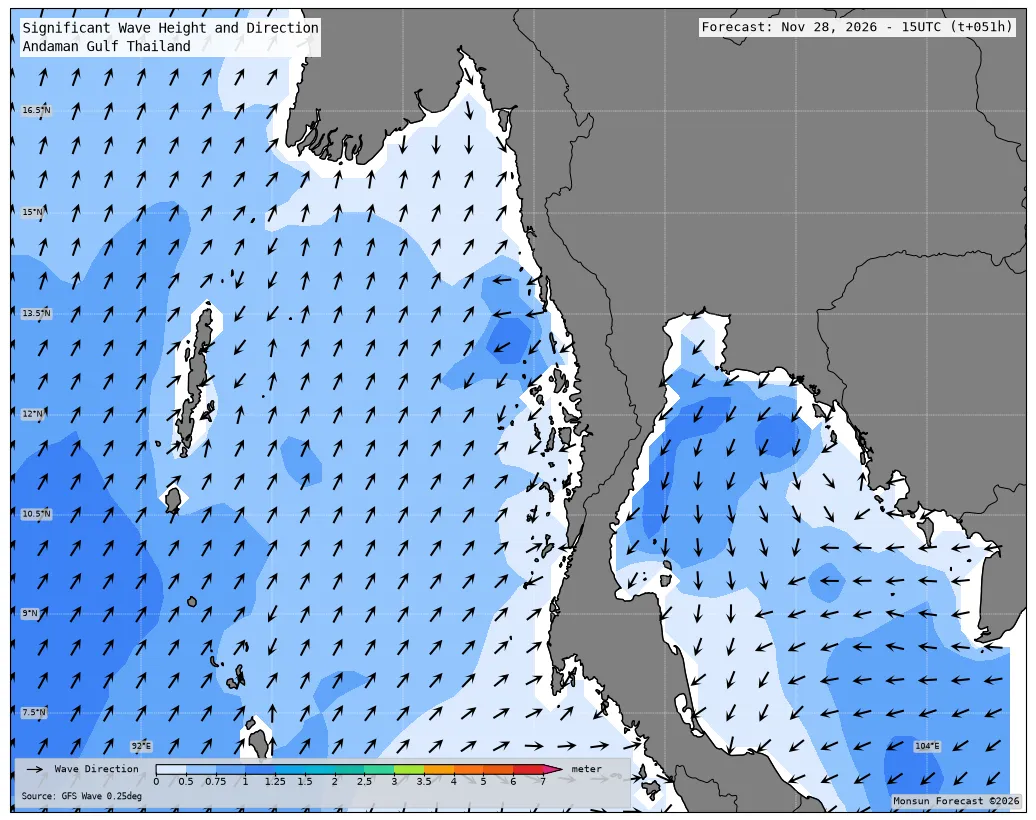 Significant Wave Height and Direction
Andaman Gulf Thailand
Forecast: Nov 28, 2026 - 15UTC (t+051h)
16.5°N
15°N
13.5°N
12°N
10.5°N
9°N
7.5°N
92°E
104°E
Wave Direction
meter
0.5 0.75 1 1.25 1.5 2 2.5 3 3.5 4 5 6 7
Source: GFS Wave 0.25deg
Monsun Forecast ©2026